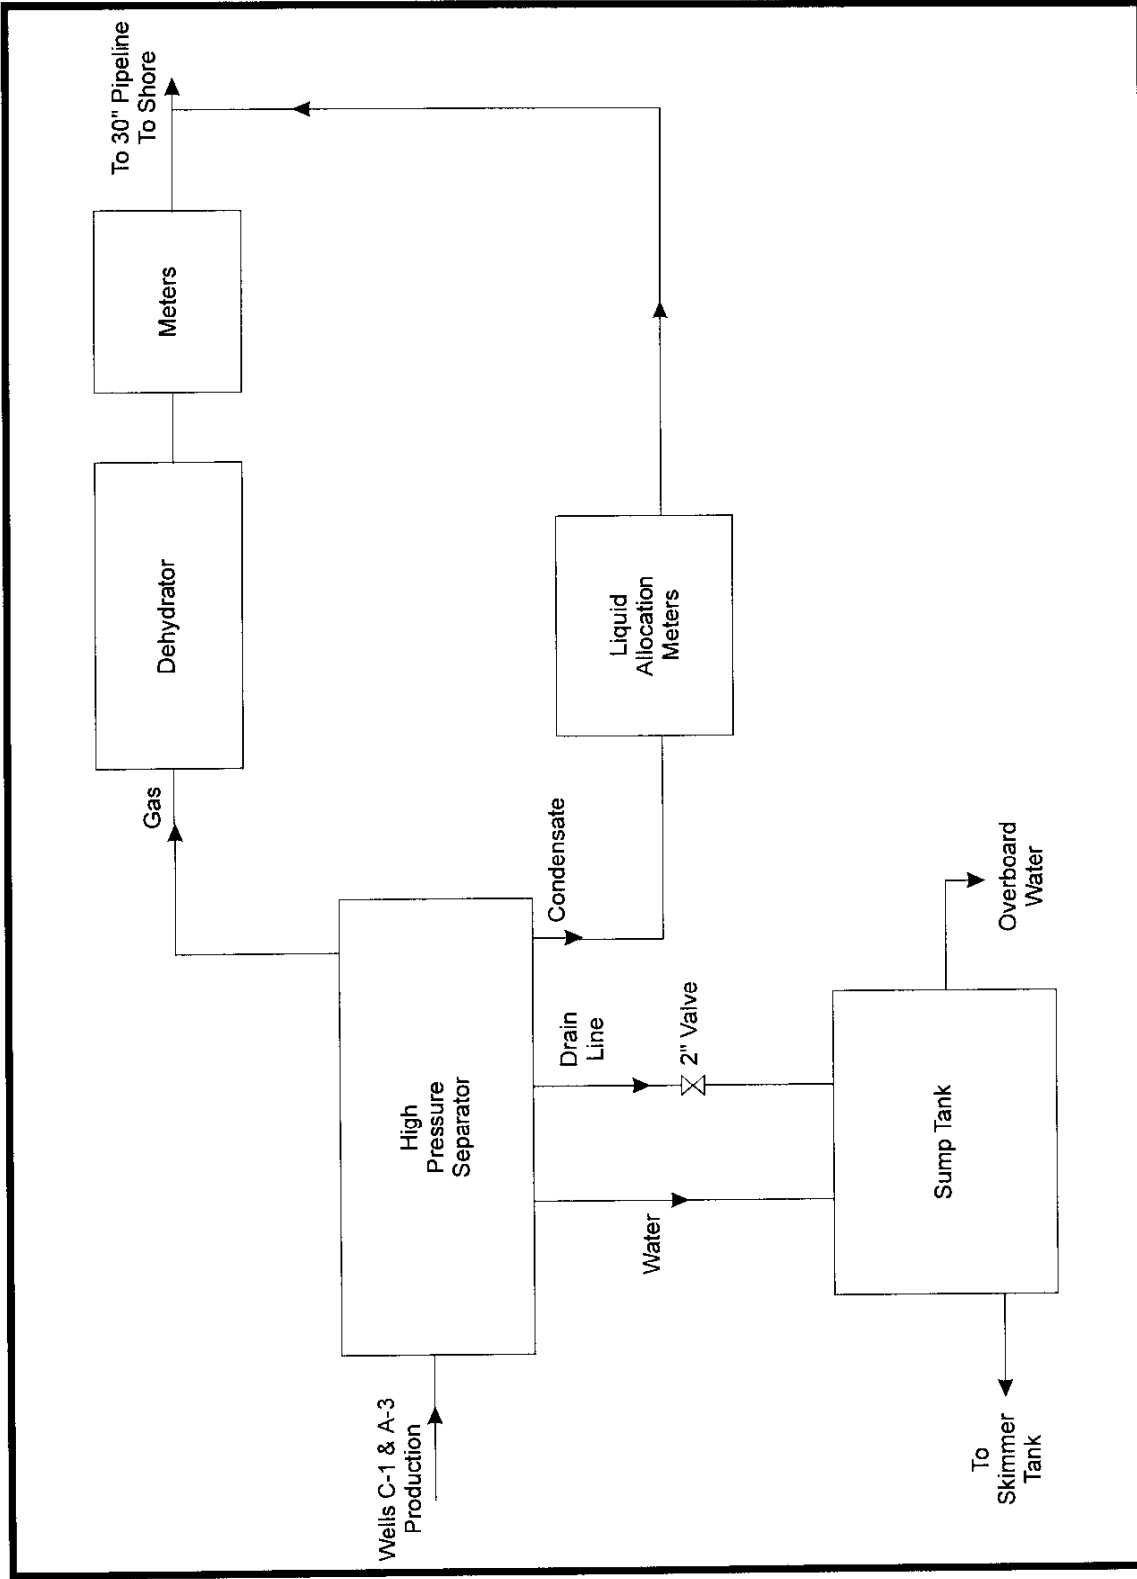 To 30" Pipeline
To Shore
Meters
Dehydrator
Gas
Liquid
Allocation
Meters
Condensate
High
Pressure
Separator
Drain
Line
2" Valve
Water
Wells C-1 & A-3
Production
Sump Tank
Overboard
Water
To
Skimmer
Tank